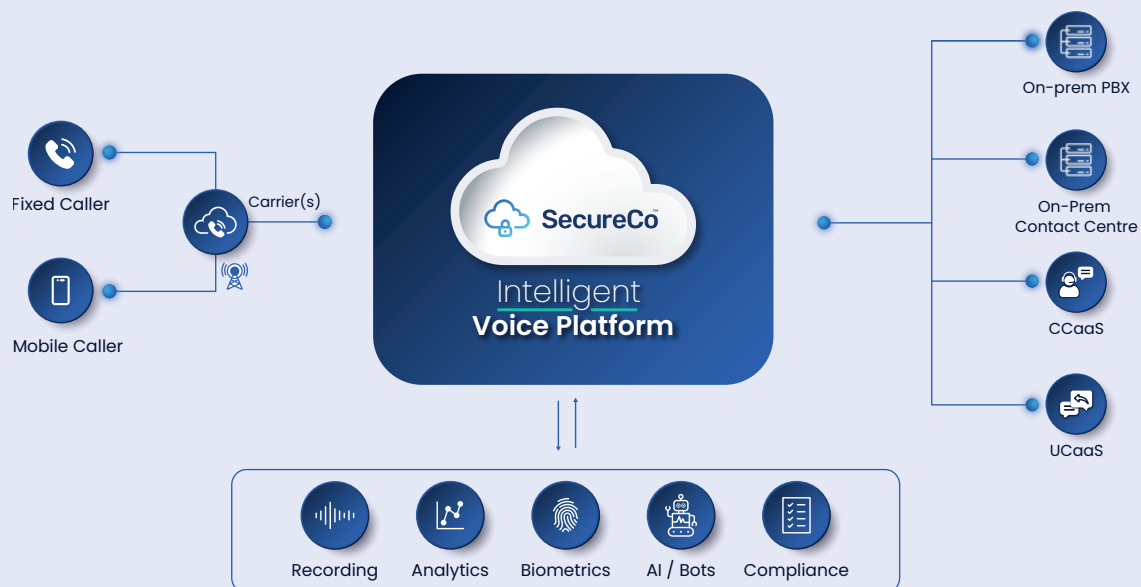 Fixed Caller
Mobile Caller
Carrier(s)
SecureCo™
Intelligent
Voice Platform
On-prem PBX
On-Prem
Contact Centre
CCaaS
UCaaS
Recording
Analytics
Biometrics
AI / Bots
Compliance